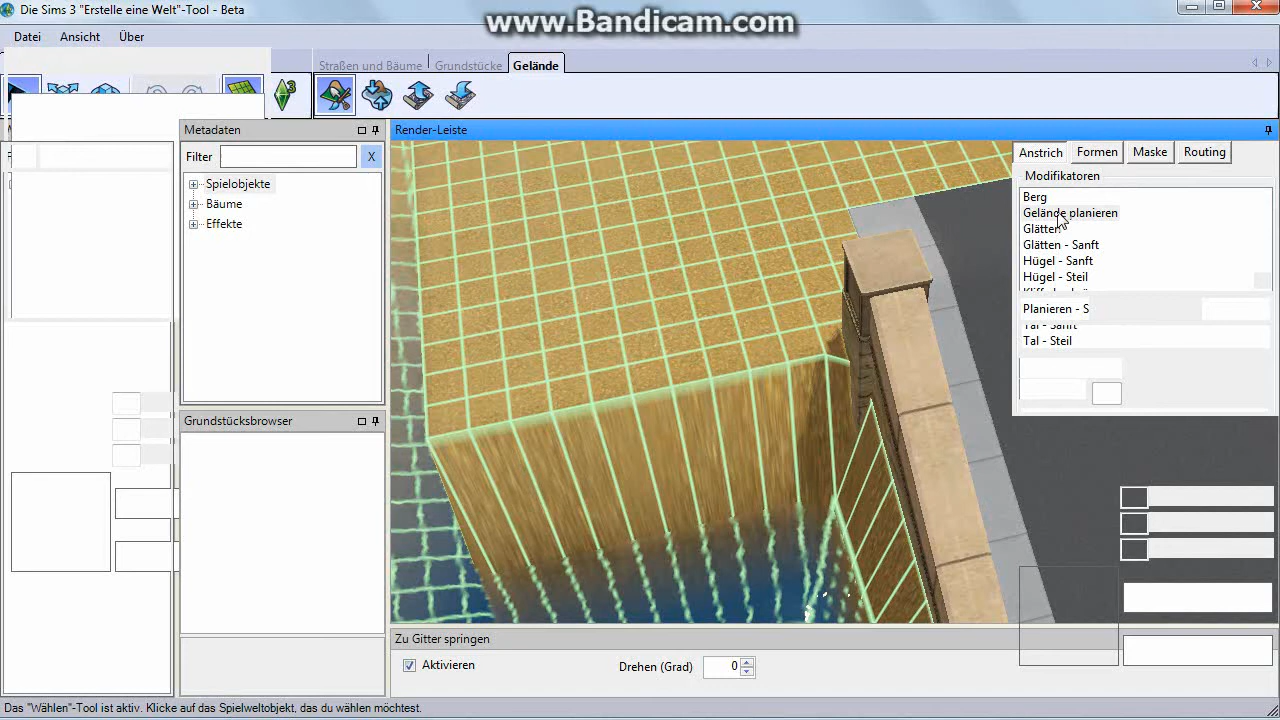 Die Sims 3 "Erstelle eine Welt"-Tool - Beta
www.Bandicam.com
Datei Ansicht Über
Straßen und Bäume Grundstücke Gelände
Metadaten
Filter X
Spielobjekte
Bäume
Effekte
Grundstücksbrowser
Render-Leiste
Anstrich Formen Maske Routing
Modifikatoren
Berg
Gelände planieren
Glätten
Glätten - Sanft
Hügel - Sanft
Hügel - Steil
Planieren - S
Tal - Sanft
Tal - Steil
Zu Gitter springen
Aktivieren Drehen (Grad) 0
Das "Wählen"-Tool ist aktiv. Klicke auf das Spielweltobjekt, das du wählen möchtest.